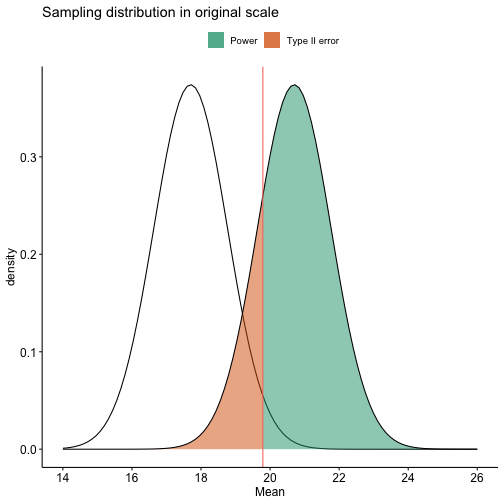 Sampling distribution in original scale
Power Type II error
density
0.3
0.2
0.1
0.0
14 16 18 20 22 24 26
Mean